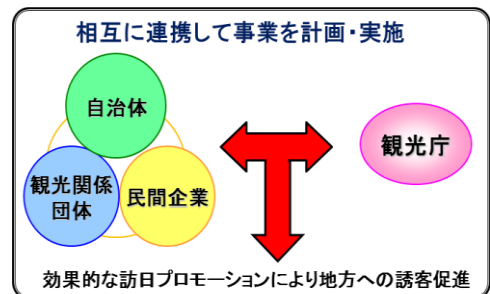 相互に連携して事業を計画・実施
自治体
観光関係
団体
民間企業
観光庁
効果的な訪日プロモーションにより地方への誘客促進